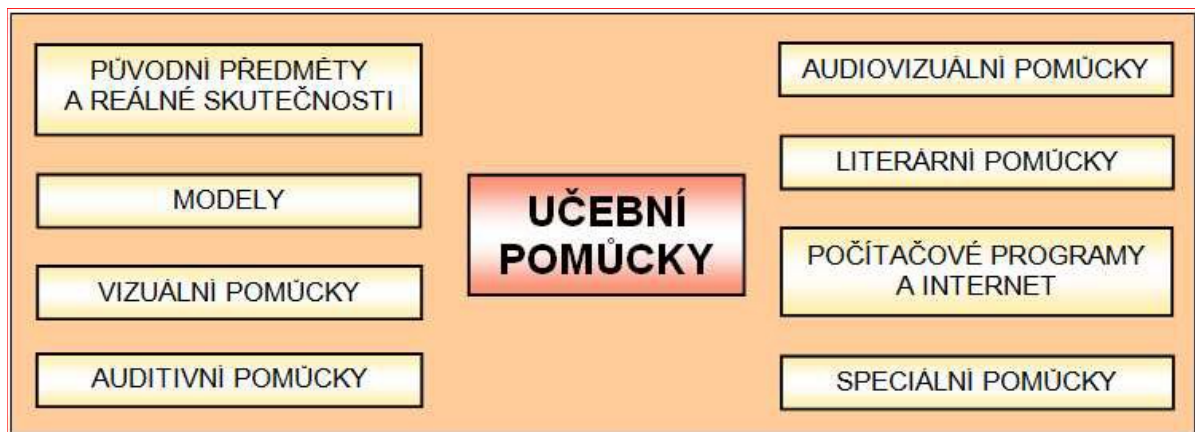 PŮVODNÍ PŘEDMĚTY
A REÁLNÉ SKUTEČNOSTI
MODELY
VIZUÁLNÍ POMŮCKY
AUDITIVNÍ POMŮCKY
UČEBNÍ
POMŮCKY
AUDIOVIZUÁLNÍ POMŮCKY
LITERÁRNÍ POMŮCKY
POČÍTAČOVÉ PROGRAMY
A INTERNET
SPECIÁLNÍ POMŮCKY